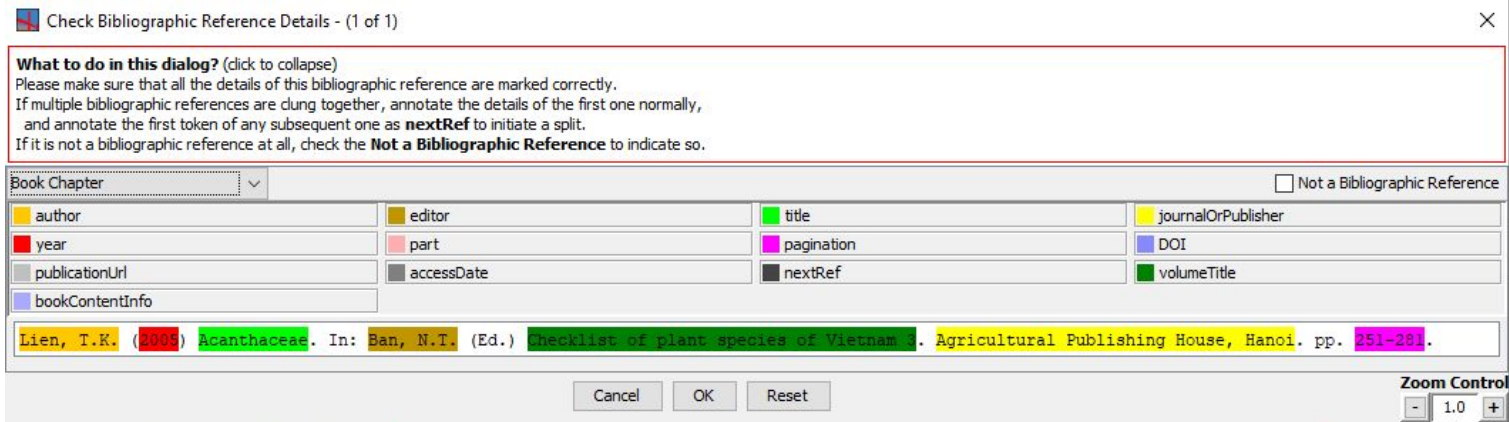 Check Bibliographic Reference Details - (1 of 1)
What to do in this dialog? (click to collapse)
Please make sure that all the details of this bibliographic reference are marked correctly.
If multiple bibliographic references are clung together, annotate the details of the first one normally,
and annotate the first token of any subsequent one as nextRef to initiate a split.
If it is not a bibliographic reference at all, check the Not a Bibliographic Reference to indicate so.
Book Chapter Not a Bibliographic Reference
author editor title journalOrPublisher
year part pagination DOI
publicationUrl accessDate nextRef volumeTitle
bookContentInfo
Lien, T.K. (2005) Acanthaceae. In: Ban, N.T. (Ed.) Checklist of plant species of Vietnam 3. Agricultural Publishing House, Hanoi. pp. 251-281.
Cancel OK Reset
Zoom Control
- 1.0 +